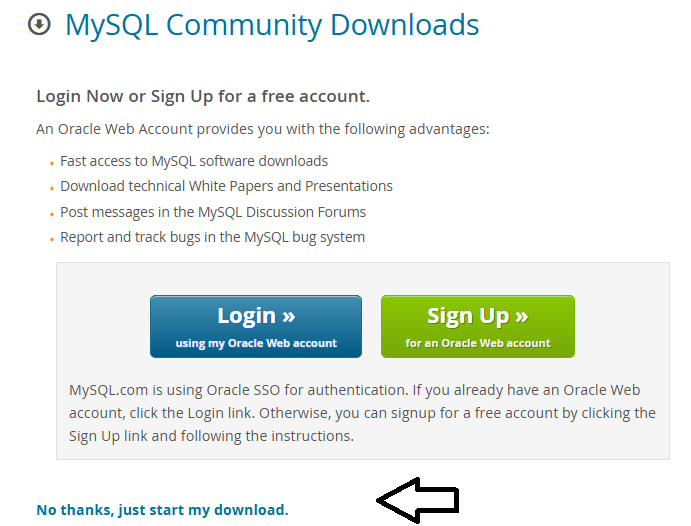 MySQL Community Downloads
Login Now or Sign Up for a free account.
An Oracle Web Account provides you with the following advantages:
Fast access to MySQL software downloads
Download technical White Papers and Presentations
Post messages in the MySQL Discussion Forums
Report and track bugs in the MySQL bug system
Login »
using my Oracle Web account
Sign Up »
for an Oracle Web account
MySQL.com is using Oracle SSO for authentication. If you already have an Oracle Web
account, click the Login link. Otherwise, you can signup for a free account by clicking the
Sign Up link and following the instructions.
No thanks, just start my download.